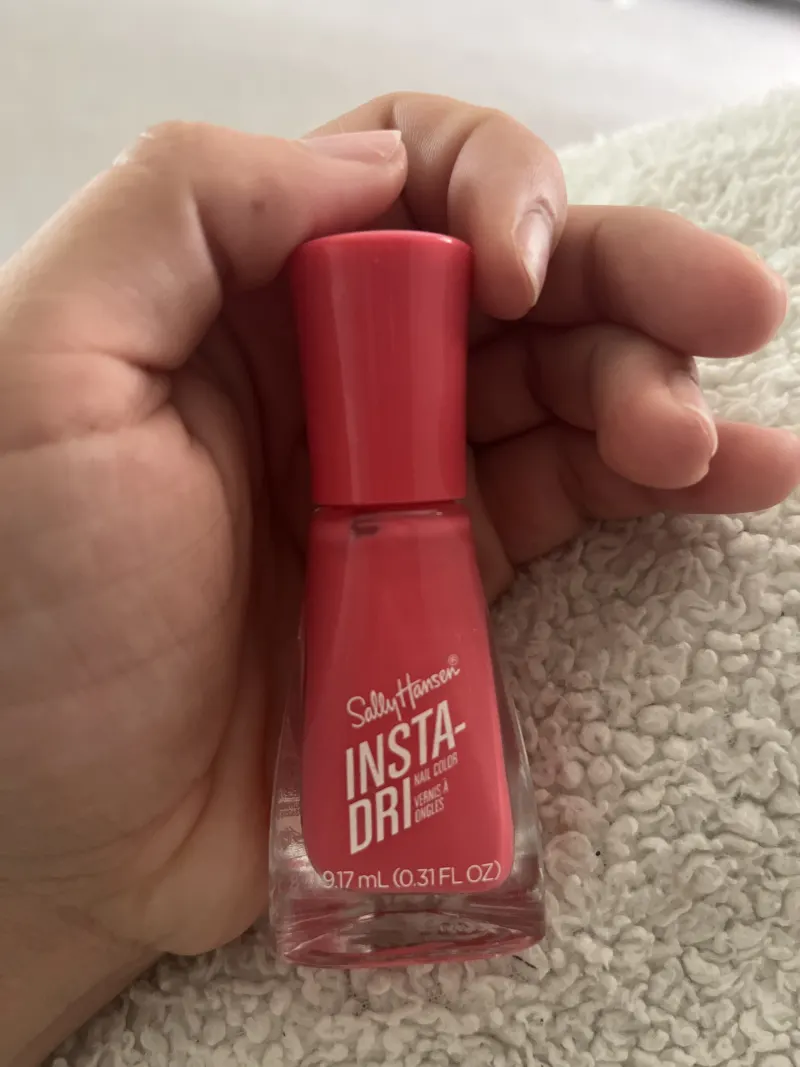 Sally Hansen®
INSTA-
DRI
NAIL COLOR
VERNIS À
ONGLES
9.17 mL (0.31 FL OZ)